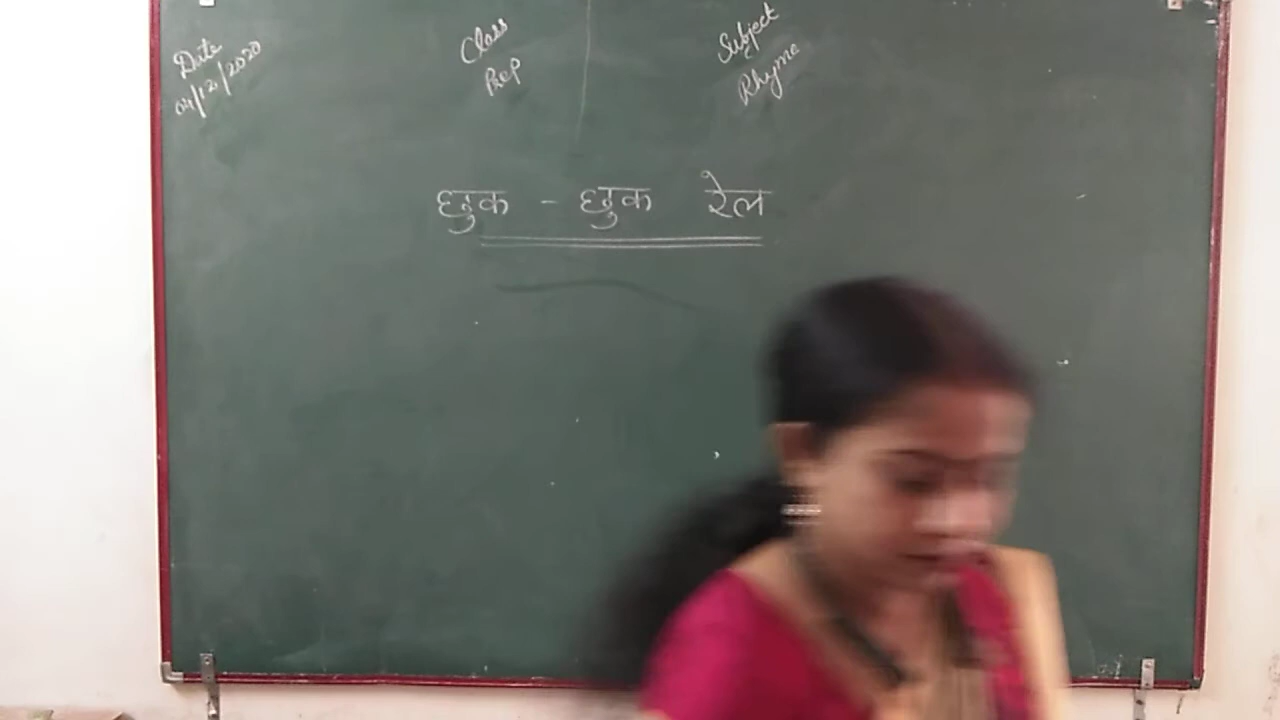 Date
04/12/2020
Class
Prep
Subject
Rhyme
छुक - छुक रेल